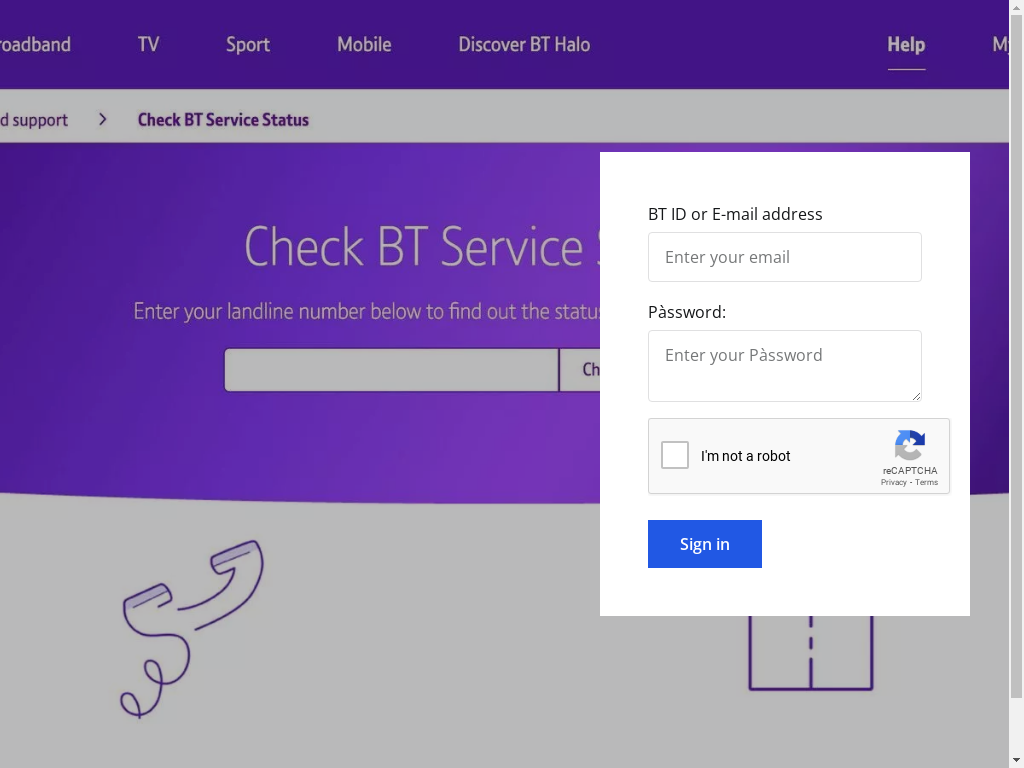 roadband TV Sport Mobile Discover BT Halo Help My
d support > Check BT Service Status
BT ID or E-mail address
Enter your email
Check BT Service
Enter your landline number below to find out the status
Pàssword:
Enter your Pàssword
Ch
I'm not a robot
reCAPTCHA
Privacy - Terms
Sign in